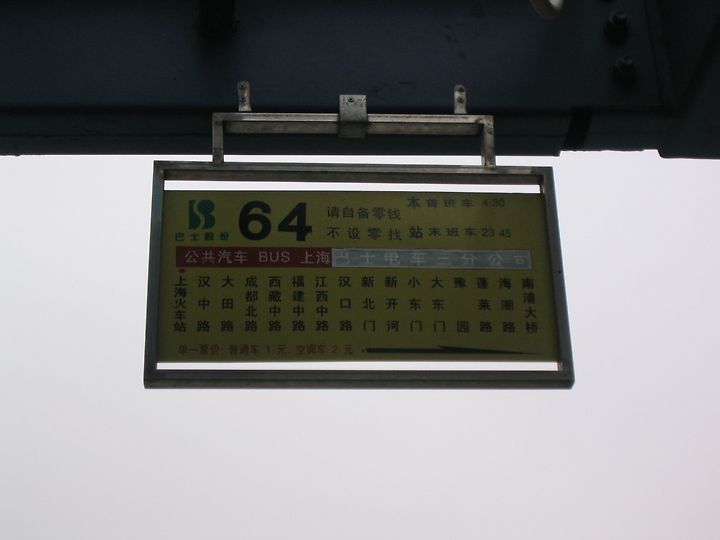 巴士股份
64
请自备零钱
不设零找
本站
首班车 4:30
末班车 23 45
公共汽车 BUS 上海巴士电车三分公司
上海火车站
汉中路
大田路
成都北路
西藏中路
福建中路
江西中路
汉口路
新北门
新开河
小东门
大东门
豫园
蓬莱路
海潮路
南浦大桥
单一票价: 普通车 1 元、空调车 2 元